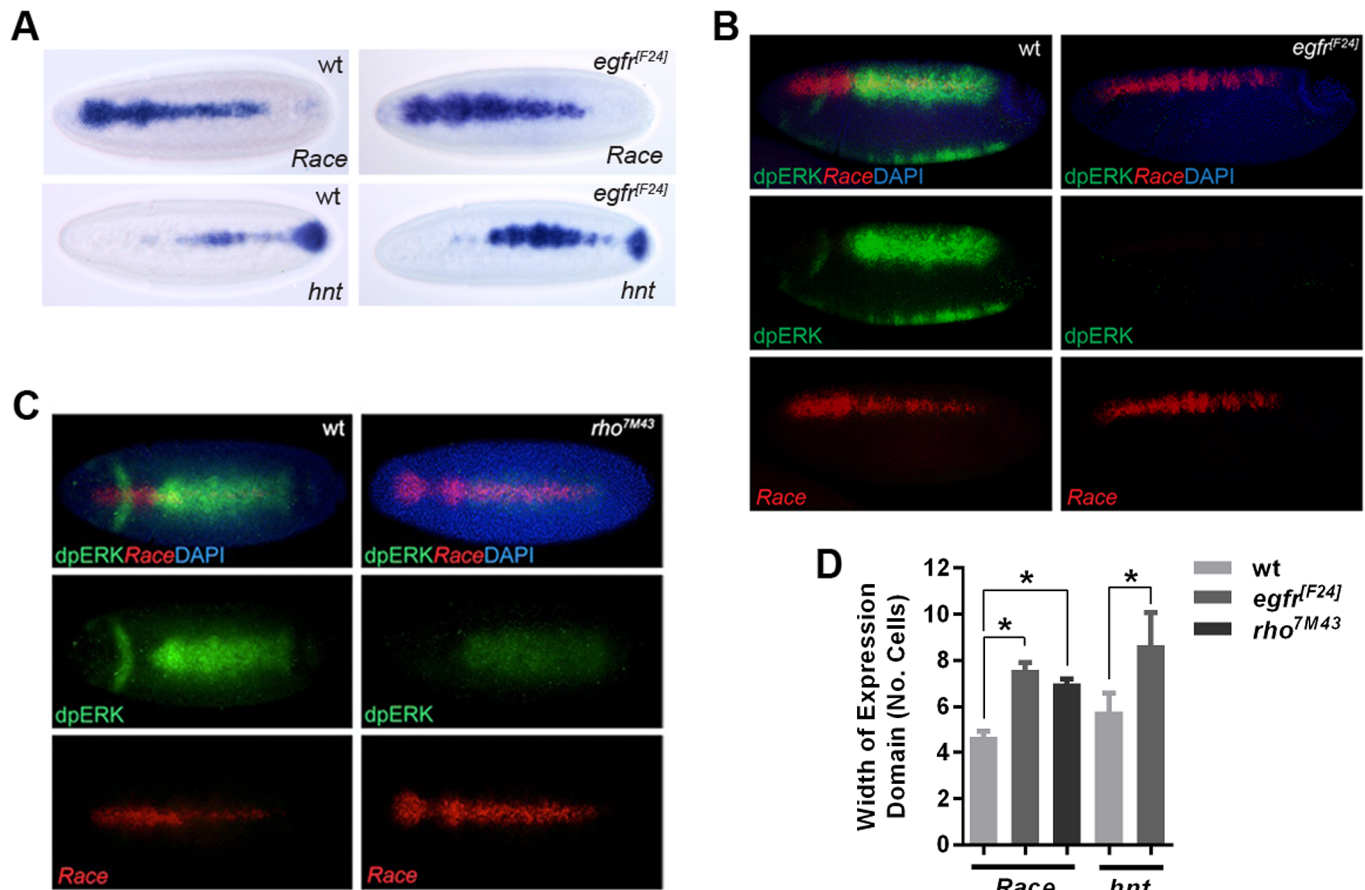 A
wt
Race
egfr[F24]
Race
wt
hnt
egfr[F24]
hnt
B
wt
dpERKRaceDAPI
egfr[F24]
dpERKRaceDAPI
dpERK
dpERK
Race
Race
C
wt
dpERKRaceDAPI
rho7M43
dpERKRaceDAPI
dpERK
dpERK
Race
Race
D
Width of Expression
Domain (No. Cells)
12
10
8
6
4
2
0
*
*
*
wt
egfr[F24]
rho7M43
Race
hnt